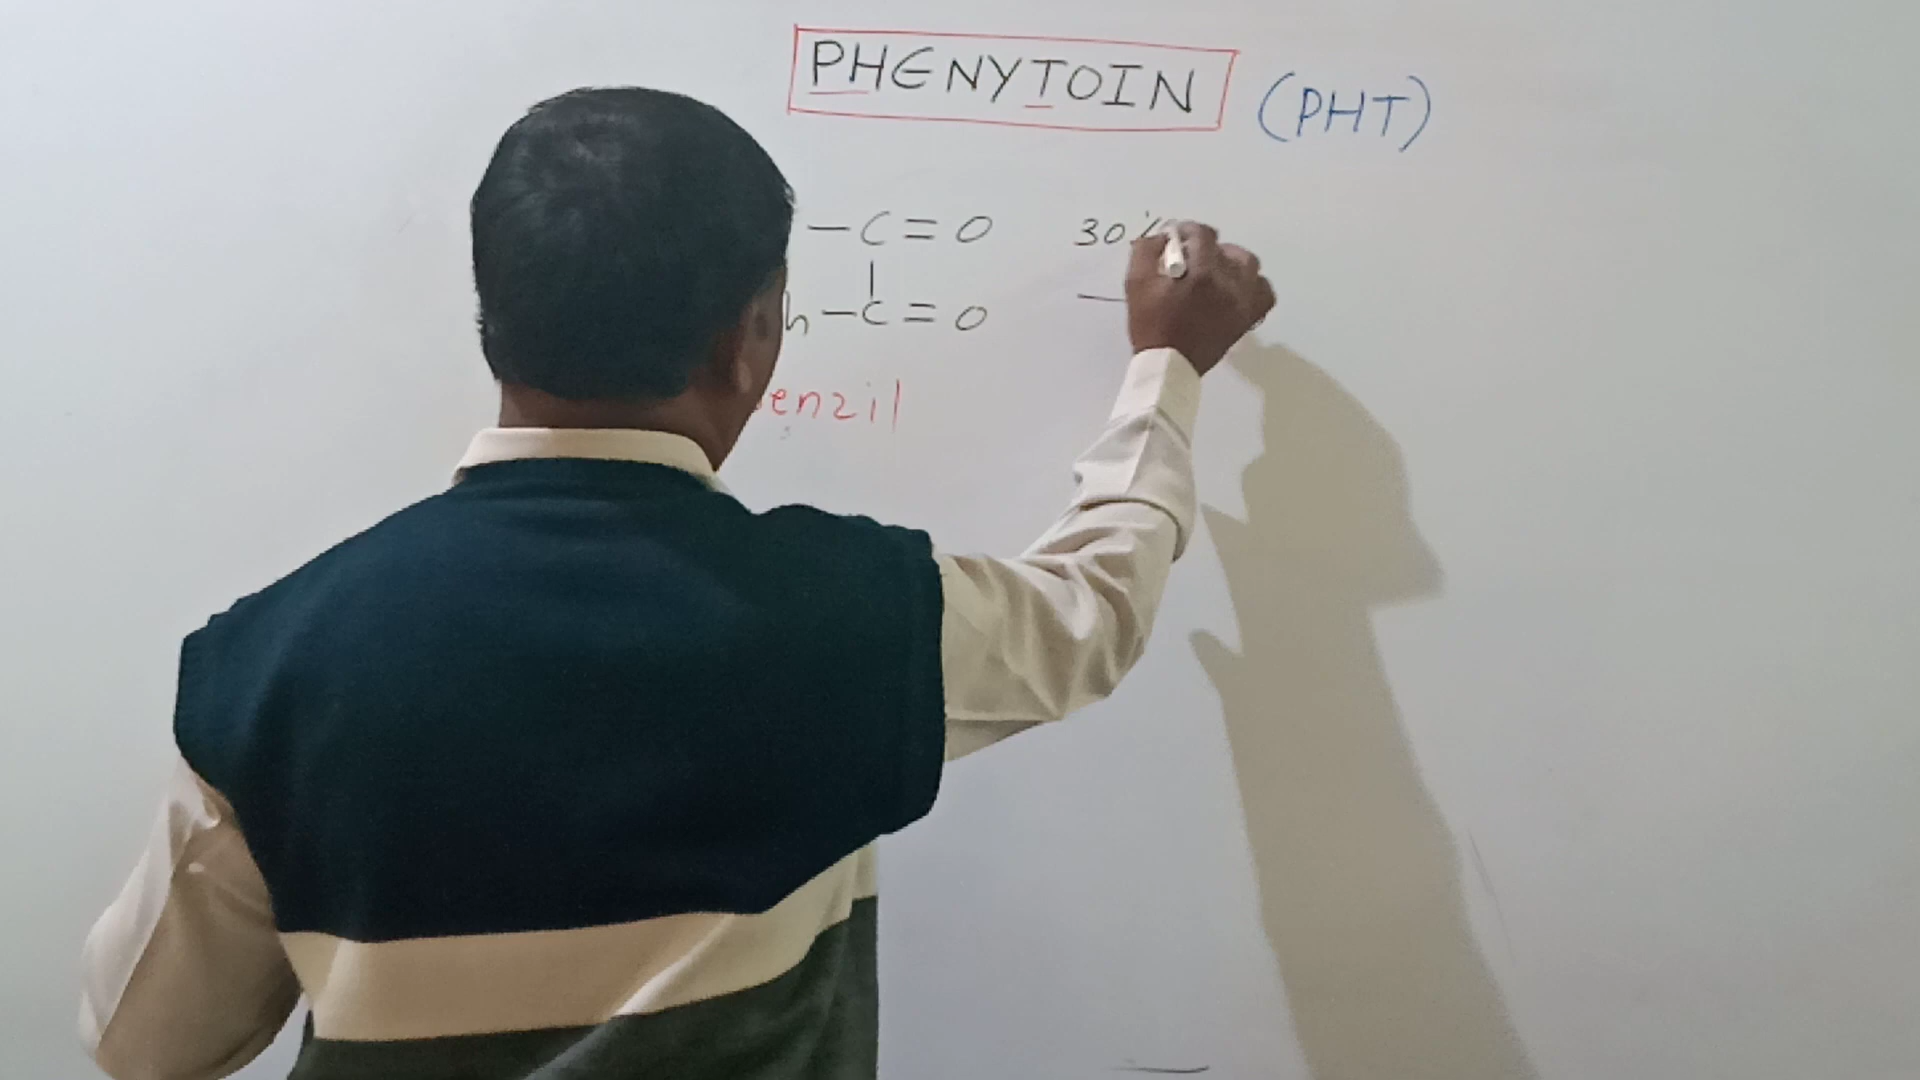 PHENYTOIN (PHT)
-C=O 30%
h-C=O
enzil